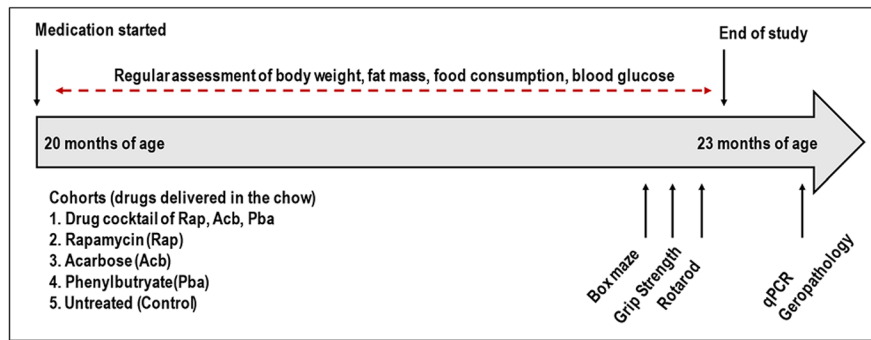 Medication started
End of study
Regular assessment of body weight, fat mass, food consumption, blood glucose
20 months of age
23 months of age
Cohorts (drugs delivered in the chow)
1. Drug cocktail of Rap, Acb, Pba
2. Rapamycin (Rap)
3. Acarbose (Acb)
4. Phenylbutryate(Pba)
5. Untreated (Control)
Box maze
Grip Strength
Rotarod
qPCR
Geropathology